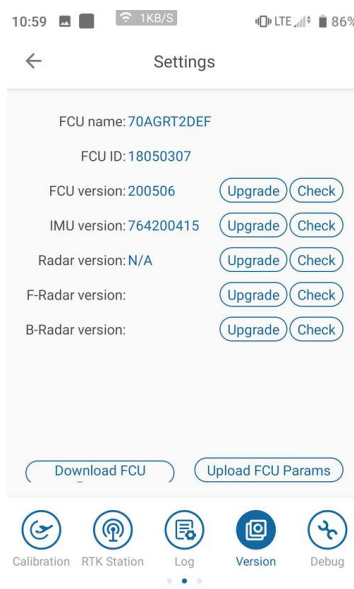 10:59 1KB/S LTE 86%
Settings
FCU name: 70AGRT2DEF
FCU ID: 18050307
FCU version: 200506 Upgrade Check
IMU version: 764200415 Upgrade Check
Radar version: N/A Upgrade Check
F-Radar version: Upgrade Check
B-Radar version: Upgrade Check
Download FCU Upload FCU Params
Calibration RTK Station Log Version Debug